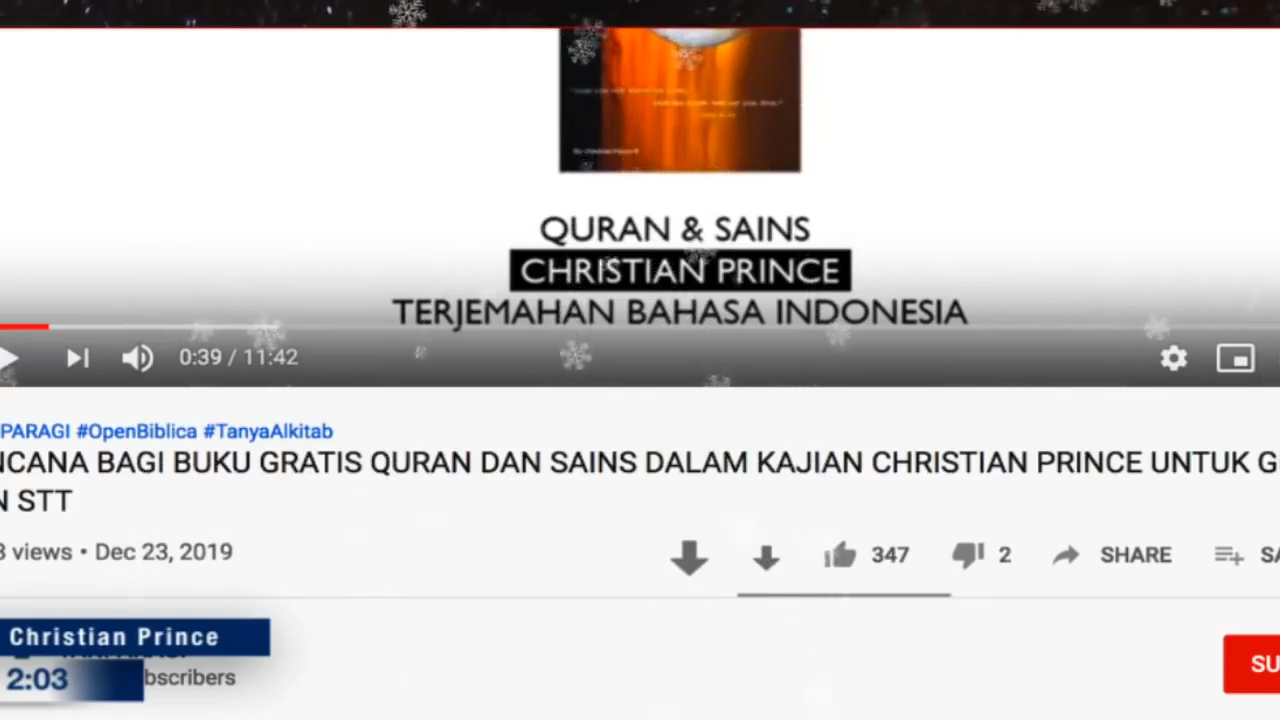 QURAN & SAINS
CHRISTIAN PRINCE
TERJEMAHAN BAHASA INDONESIA
0:39 / 11:42
PARAGI #OpenBiblica #TanyaAlkitab
NCANA BAGI BUKU GRATIS QURAN DAN SAINS DALAM KAJIAN CHRISTIAN PRINCE UNTUK G
N STT
3 views • Dec 23, 2019
347
2
SHARE
SA
Christian Prince
2:03
bscribers
SU